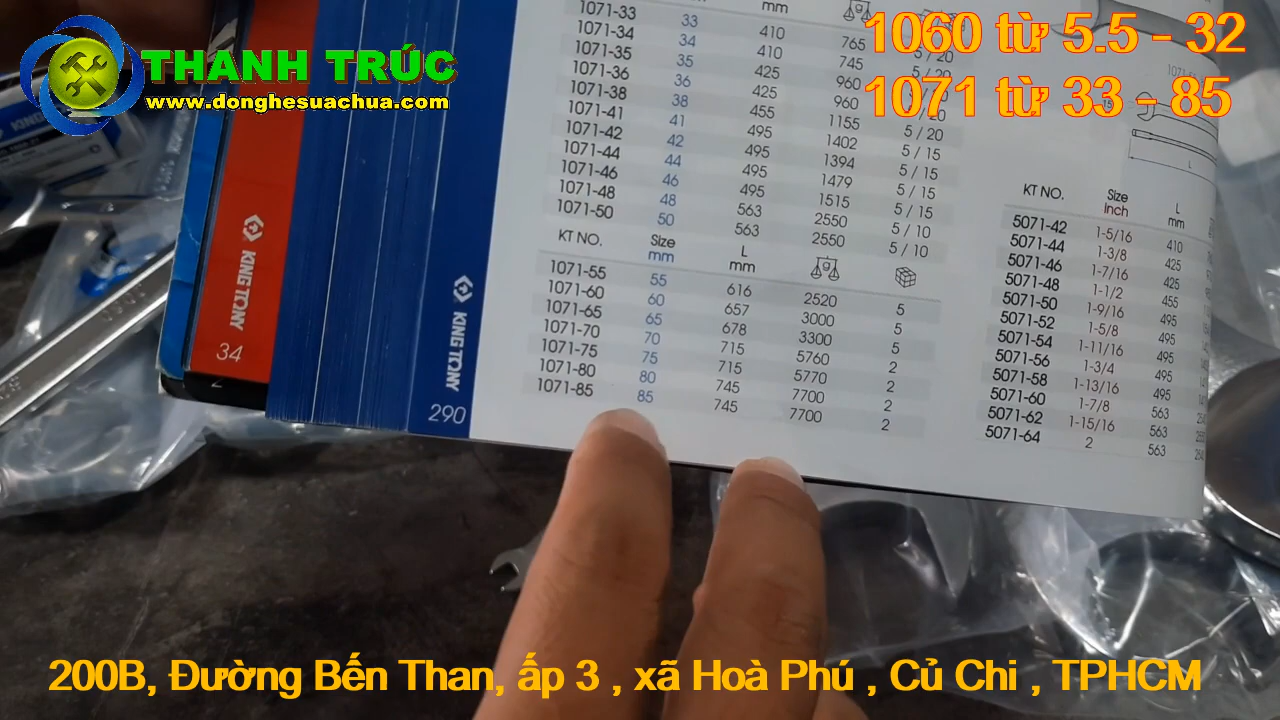 THANH TRÚC
www.donghesuachua.com
1060 từ 5.5 - 32
1071 từ 33 - 85
mm
1071-33 33 410 765
1071-34 34 410 745 5 / 20
1071-35 35 425 960 5 / 20
1071-36 36 425 960
1071-38 38 455 1155 5 / 20
1071-41 41 495 1402 5 / 15
1071-42 42 495 1394 5 / 15
1071-44 44 495 1479 5 / 15
1071-46 46 495 1515 5 / 15
1071-48 48 563 2550 5 / 10
1071-50 50 563 2550 5 / 10
KT NO. Size mm L mm
1071-55 55 616 2520 5
1071-60 60 657 3000 5
1071-65 65 678 3300 5
1071-70 70 715 5760 2
1071-75 75 715 5770 2
1071-80 80 745 7700 2
1071-85 85 745 7700 2
KT NO. Size Inch L mm
5071-42 1-5/16 410
5071-44 1-3/8 425
5071-46 1-7/16 425
5071-48 1-1/2 455
5071-50 1-9/16 495
5071-52 1-5/8 495
5071-54 1-11/16 495
5071-56 1-3/4 495
5071-58 1-13/16 495
5071-60 1-7/8 563
5071-62 1-15/16 563
5071-64 2 563
L
KING TONY
34
KING TONY
290
200B, Đường Bến Than, ấp 3 , xã Hoà Phú , Củ Chi , TPHCM